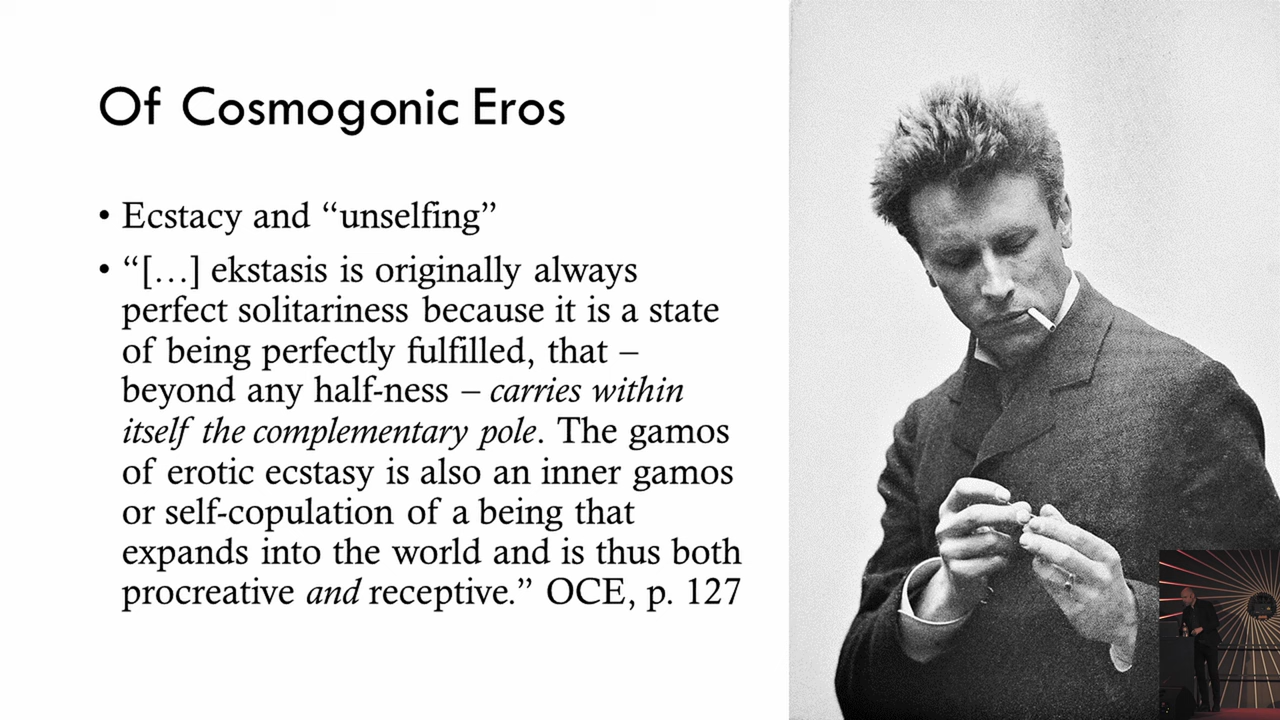 Of Cosmogonic Eros
• Ecstacy and “unselfing”
• “[…] ekstasis is originally always
perfect solitariness because it is a state
of being perfectly fulfilled, that –
beyond any half-ness – carries within
itself the complementary pole. The gamos
of erotic ecstasy is also an inner gamos
or self-copulation of a being that
expands into the world and is thus both
procreative and receptive.” OCE, p. 127